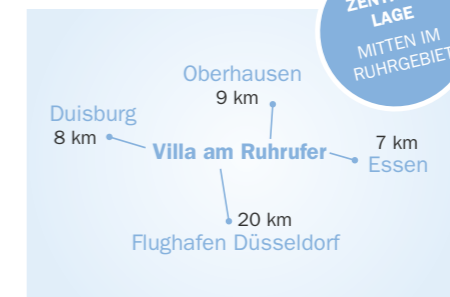 LAGE
MITTEN IM
Oberhausen
9 km
Duisburg
8 km
Villa am Ruhrufer
7 km
Essen
20 km
Flughafen Düsseldorf